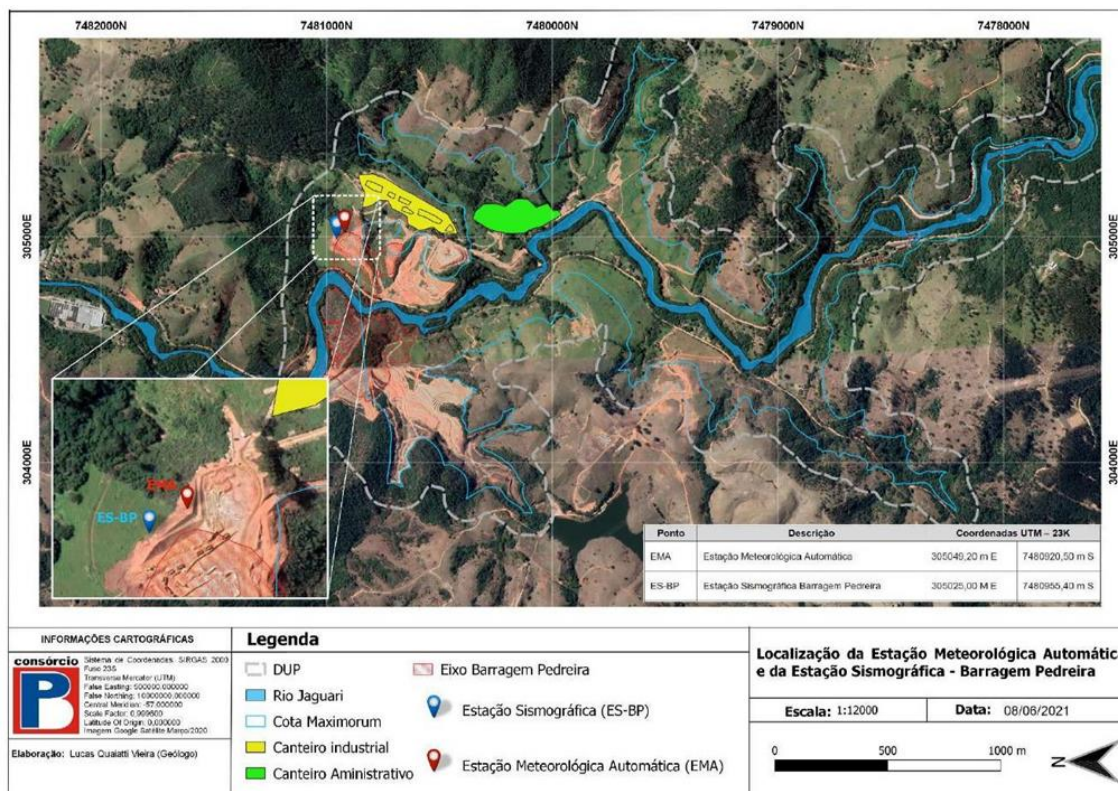 7482000N 7481000N 7480000N 7479000N 7478000N
305000E
304000E
305000E
304000E
EMA
ES-BP
Ponto Descrição Coordenadas UTM – 23K
EMA Estação Meteorológica Automática 305049,20 m E 7480920,50 m S
ES-BP Estação Sismográfica Barragem Pedreira 305025,00 M E 7480955,40 m S
INFORMAÇÕES CARTOGRÁFICAS
consórcio
PB
Sistema de Coordenadas SIRGAS 2000
Fuso 23S
Transverse Mercator (UTM)
False Easting: 500000,000000
False Northing: 10000000,000000
Central Meridian: -57,000000
Scale Factor: 0,999600
Latitude Of Origin: 0,000000
Imagem Google Satélite Março/2020
Elaboração: Lucas Quaiatti Vieira (Geólogo)
Legenda
DUP
Rio Jaguari
Cota Maximorum
Canteiro industrial
Canteiro Aministrativo
Eixo Barragem Pedreira
Estação Sismográfica (ES-BP)
Estação Meteorológica Automática (EMA)
Localização da Estação Meteorológica Automátic
e da Estação Sismográfica - Barragem Pedreira
Escala: 1:12000 Data: 08/06/2021
0 500 1000 m
N